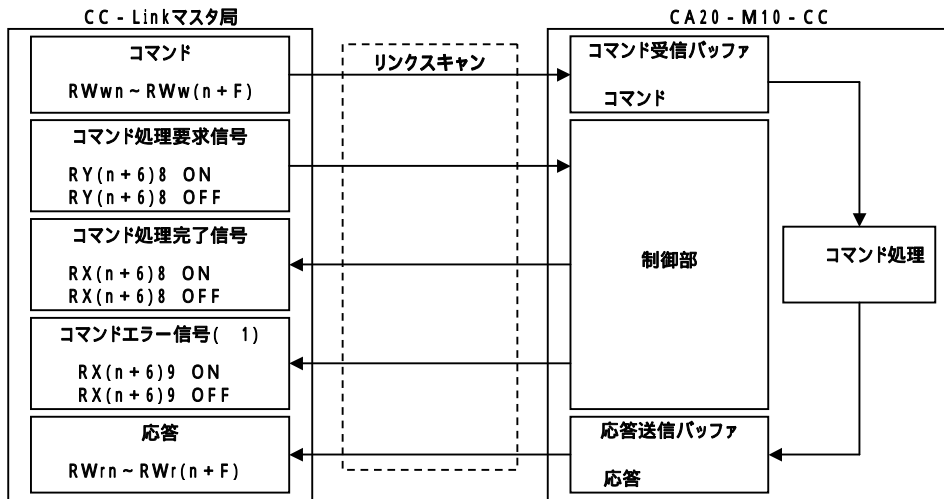 CC-Linkマスタ局
コマンド
RWwn~RWw(n+F)
コマンド処理要求信号
RY(n+6)8 ON
RY(n+6)8 OFF
コマンド処理完了信号
RX(n+6)8 ON
RX(n+6)8 OFF
コマンドエラー信号( 1)
RX(n+6)9 ON
RX(n+6)9 OFF
応答
RWrn~RWr(n+F)
リンクスキャン
CA20-M10-CC
コマンド受信バッファ
コマンド
制御部
コマンド処理
応答送信バッファ
応答